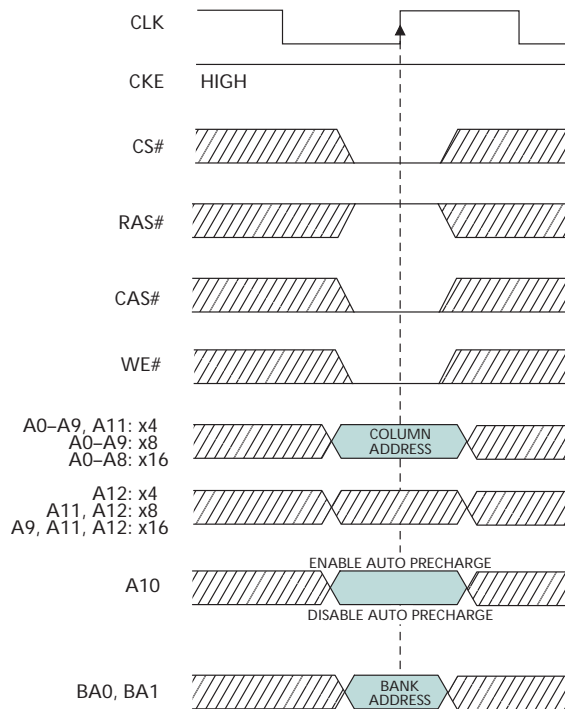 CLK
CKE HIGH
CS#
RAS#
CAS#
WE#
A0–A9, A11: x4
A0–A9: x8
A0–A8: x16
COLUMN
ADDRESS
A12: x4
A11, A12: x8
A9, A11, A12: x16
ENABLE AUTO PRECHARGE
A10
DISABLE AUTO PRECHARGE
BA0, BA1
BANK
ADDRESS